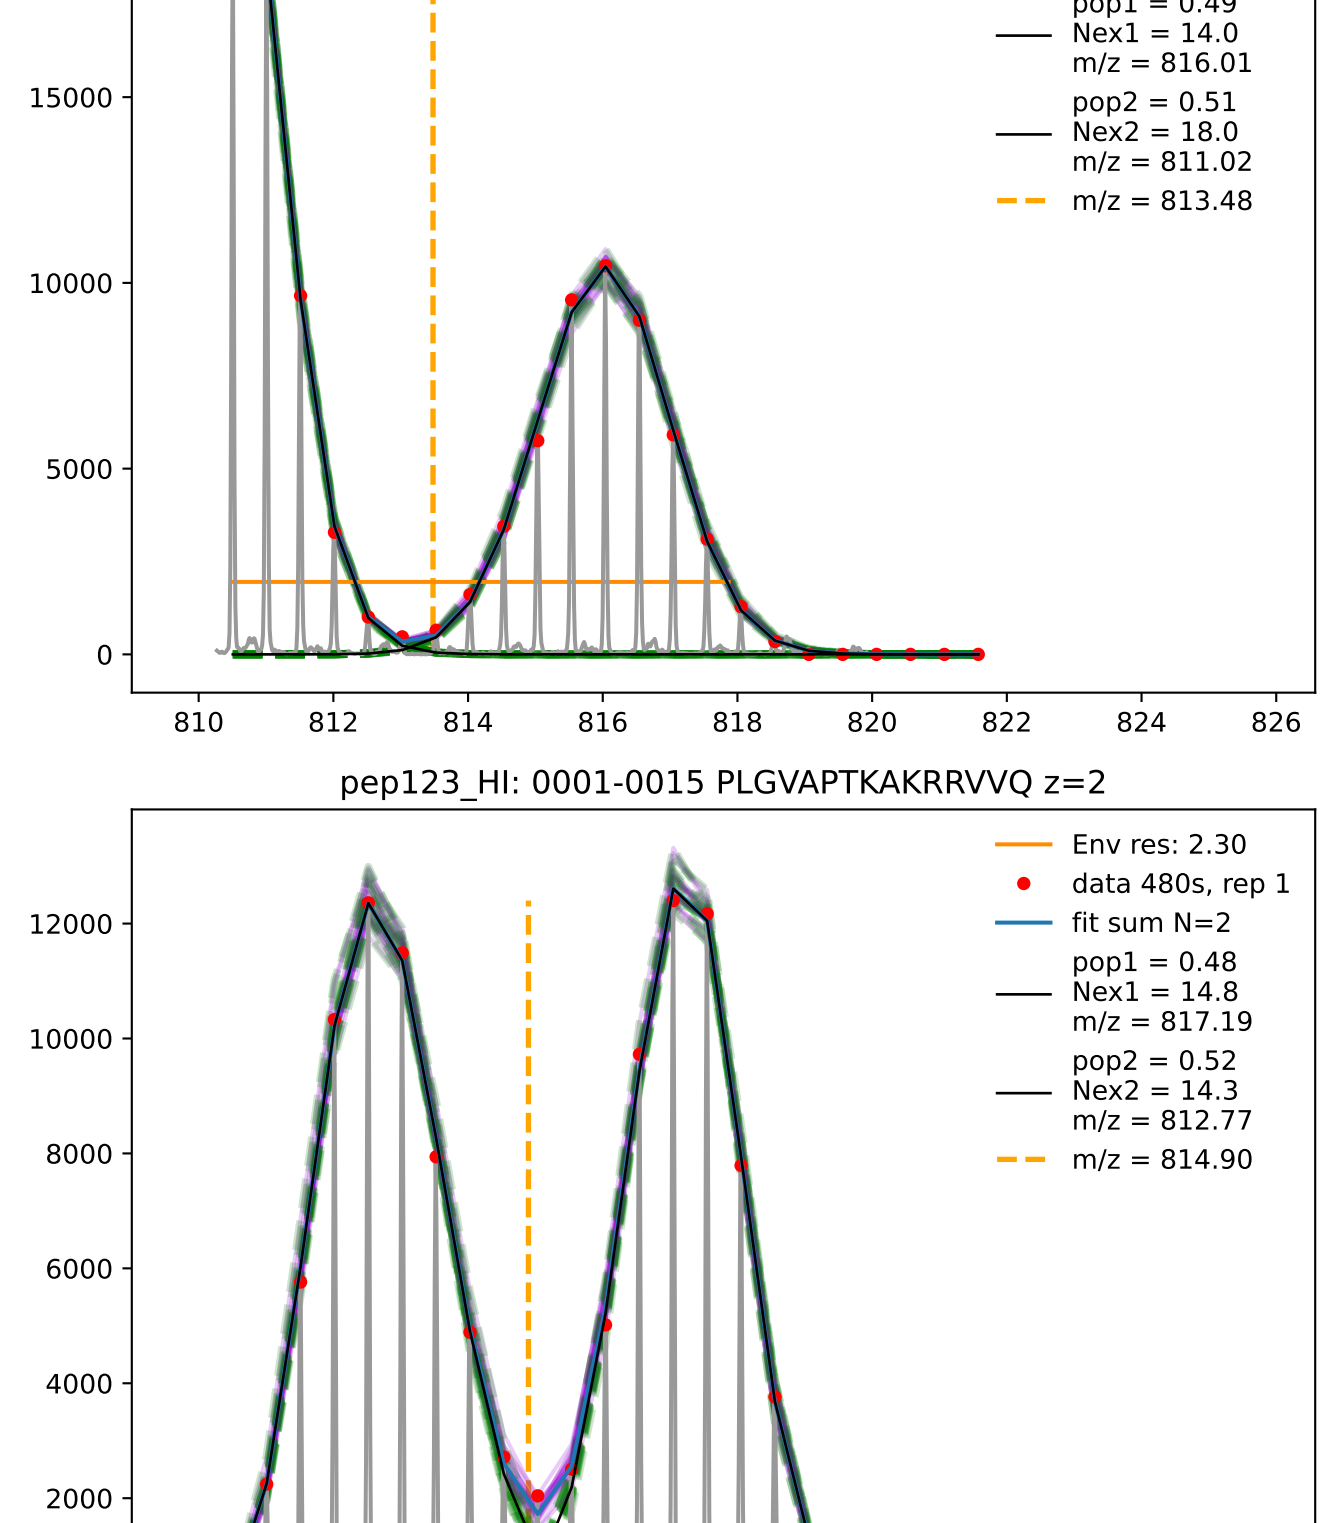 pop1 = 0.49
Nex1 = 14.0
m/z = 816.01
pop2 = 0.51
Nex2 = 18.0
m/z = 811.02
m/z = 813.48
15000
10000
5000
0
810 812 814 816 818 820 822 824 826
pep123_HI: 0001-0015 PLGVAPTKAKRRVVQ z=2
Env res: 2.30
data 480s, rep 1
fit sum N=2
pop1 = 0.48
Nex1 = 14.8
m/z = 817.19
pop2 = 0.52
Nex2 = 14.3
m/z = 812.77
m/z = 814.90
12000
10000
8000
6000
4000
2000